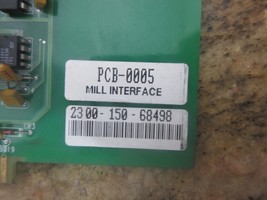 PCB-0005
MILL INTERFACE
2300-150-68498